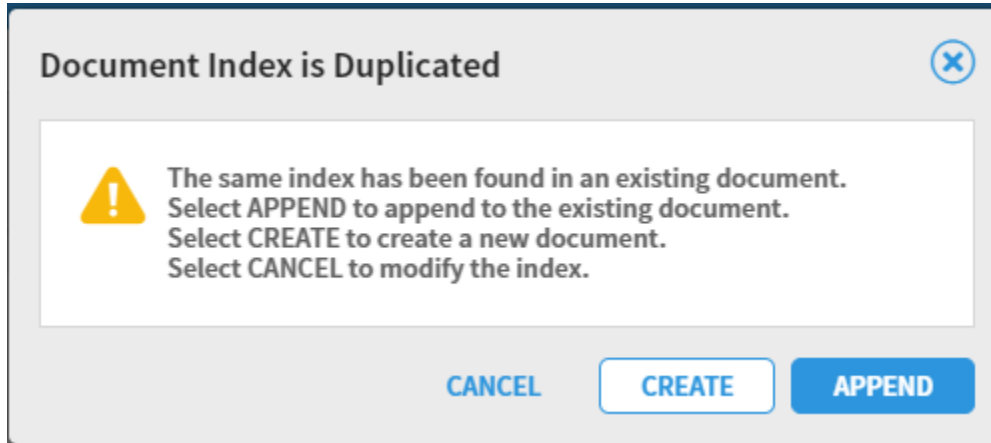 Document Index is Duplicated
The same index has been found in an existing document.
Select APPEND to append to the existing document.
Select CREATE to create a new document.
Select CANCEL to modify the index.
CANCEL
CREATE
APPEND